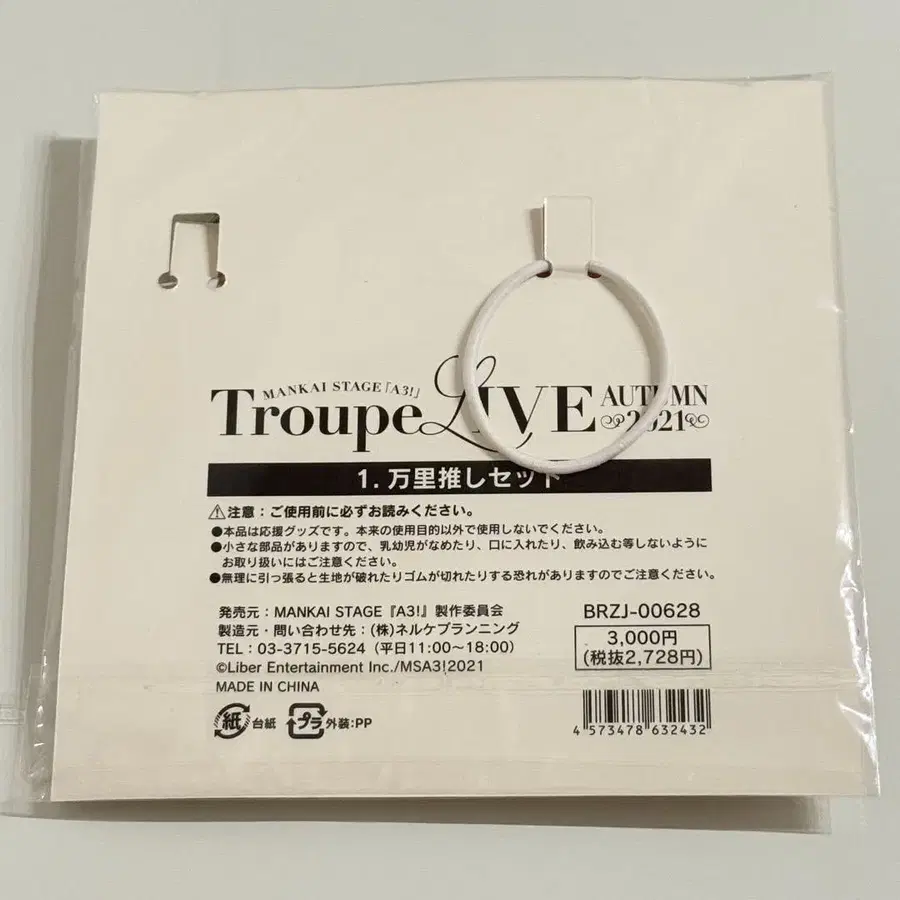 MANKAI STAGE『A3!』
Troupe LIVE AUTUMN 2021
1. 万里推しセット
⚠注意：ご使用前に必ずお読みください。
●本品は応援グッズです。本来の使用目的以外で使用しないでください。
●小さな部品がありますので、乳幼児がなめたり、口に入れたり、飲み込む等しないように
お取り扱いにはご注意ください。
●無理に引っ張ると生地が破れたりゴムが切れたりする恐れがありますのでご注意ください。
発売元：MANKAI STAGE『A3!』製作委員会
製造元・問い合わせ先：(株)ネルケプランニング
TEL：03-3715-5624（平日11:00～18:00）
©Liber Entertainment Inc./MSA3!2021
MADE IN CHINA
紙 台紙 プラ 外装:PP
BRZJ-00628
3,000円
(税抜2,728円)
4 573478 632432